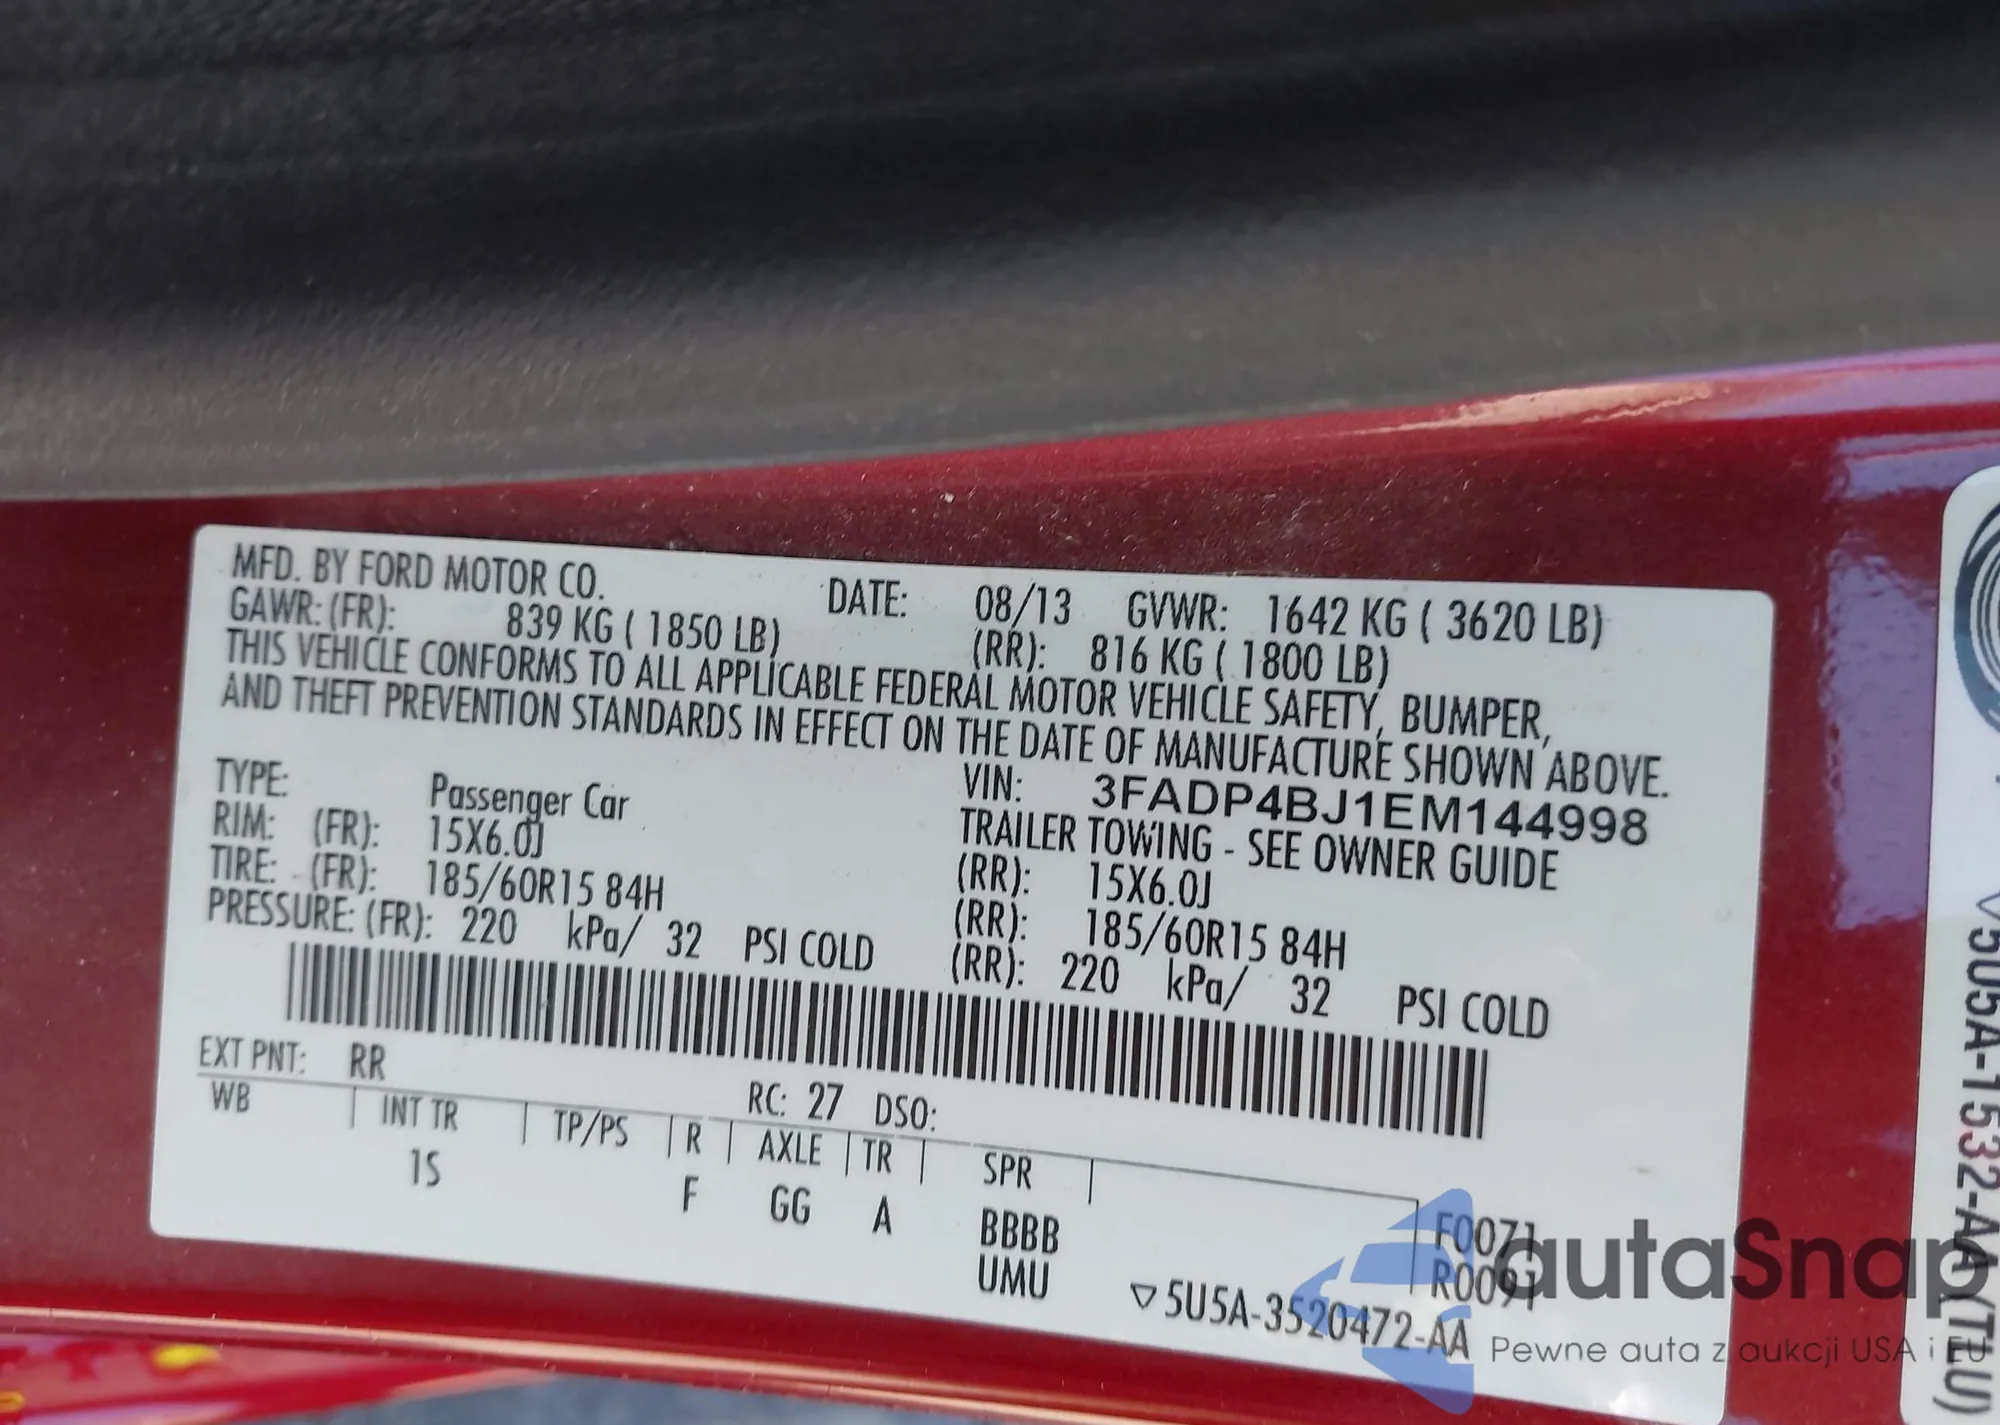 MFD. BY FORD MOTOR CO. DATE: 08/13 GVWR: 1642 KG ( 3620 LB)
GAWR: (FR): 839 KG ( 1850 LB) (RR): 816 KG ( 1800 LB)
THIS VEHICLE CONFORMS TO ALL APPLICABLE FEDERAL MOTOR VEHICLE SAFETY, BUMPER,
AND THEFT PREVENTION STANDARDS IN EFFECT ON THE DATE OF MANUFACTURE SHOWN ABOVE.
VIN: 3FADP4BJ1EM144998
TYPE: Passenger Car TRAILER TOWING - SEE OWNER GUIDE
RIM: (FR): 15X6.0J (RR): 15X6.0J
TIRE: (FR): 185/60R15 84H (RR): 185/60R15 84H
PRESSURE: (FR): 220 kPa/ 32 PSI COLD (RR): 220 kPa/ 32 PSI COLD
EXT PNT: RR RC: 27 DSO:
WB INT TR TP/PS R AXLE TR SPR
1S F GG A BBBB F0071
UMU R0091
▽5U5A-3520472-AA
5U5A-1532-AA(TLU)
autaSnap
Pewne auta z aukcji USA i EU